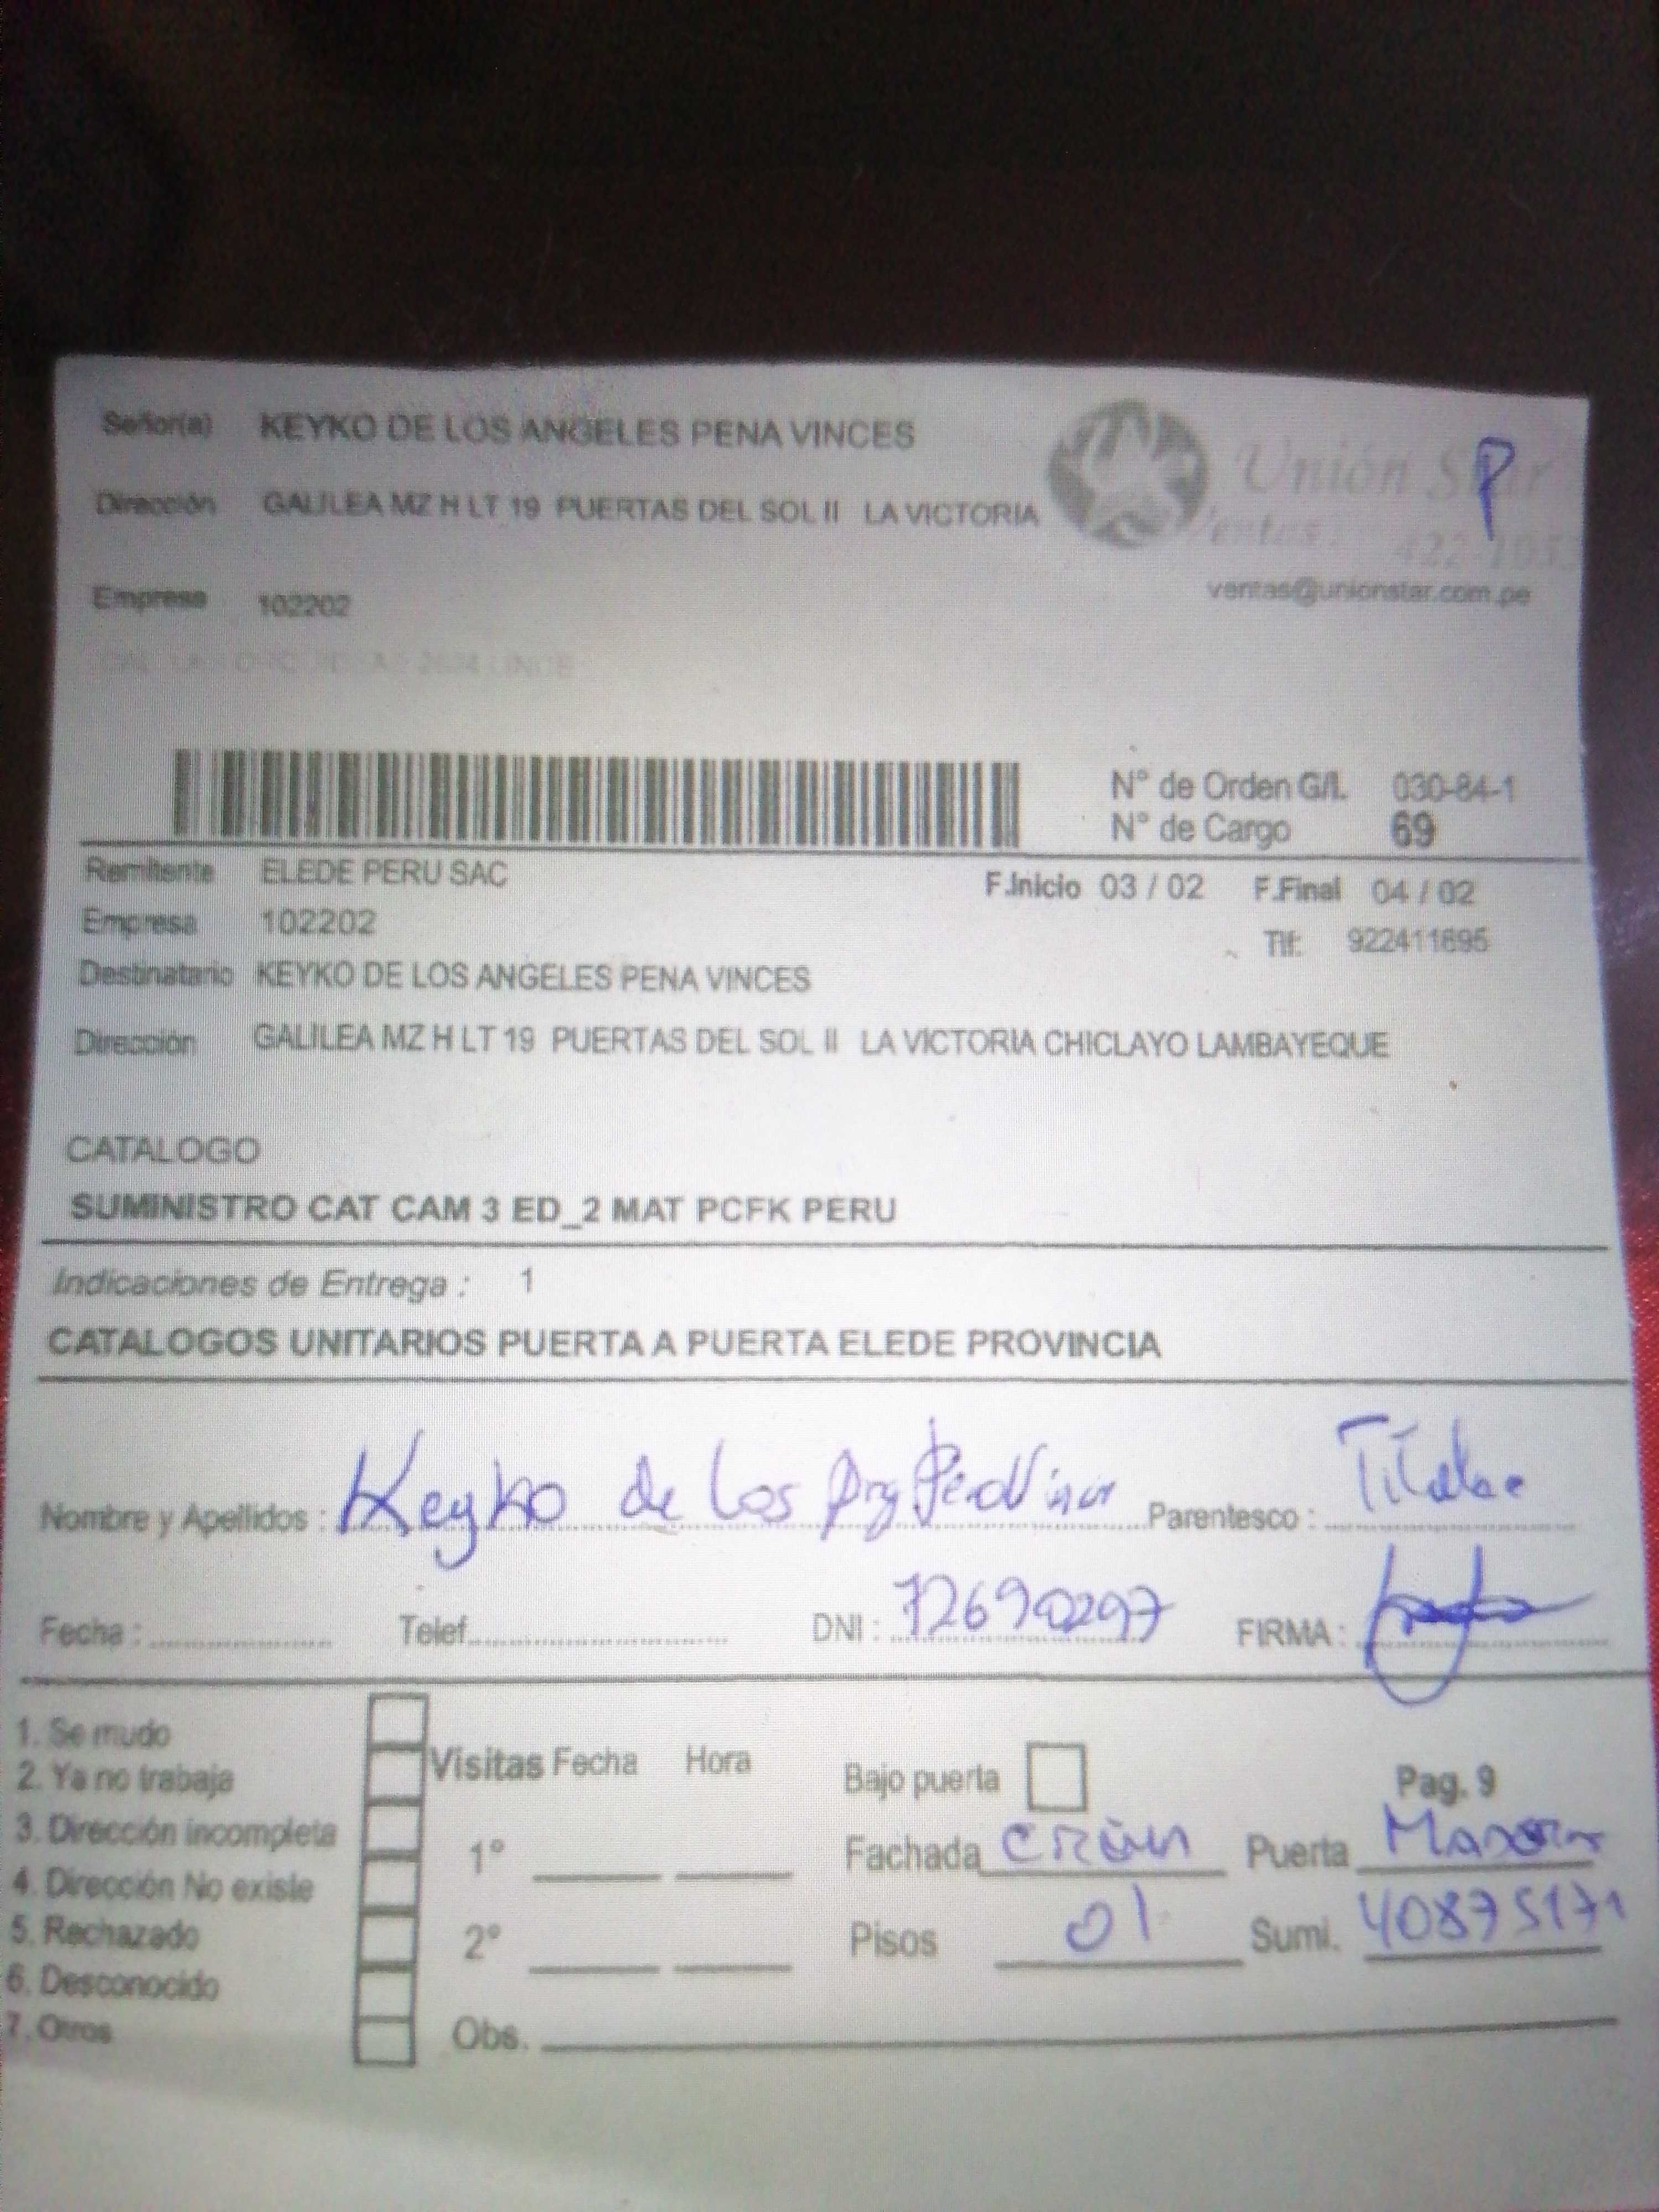 Señor(a) KEYKO DE LOS ANGELES PENA VINCES
Dirección GALILEA MZ H LT 19 PUERTAS DEL SOL II LA VICTORIA
Unión Star
P
Ventas:
ventas@unionstar.com.pe
Empresa 102202
N° de Orden G/L 030-84-1
N° de Cargo 69
Remitente ELEDE PERU SAC
F.Inicio 03 / 02 F.Final 04 / 02
Empresa 102202
Tlf: 922411895
Destinatario KEYKO DE LOS ANGELES PENA VINCES
Dirección GALILEA MZ H LT 19 PUERTAS DEL SOL II LA VICTORIA CHICLAYO LAMBAYEQUE
CATALOGO
SUMINISTRO CAT CAM 3 ED_2 MAT PCFK PERU
Indicaciones de Entrega : 1
CATALOGOS UNITARIOS PUERTA A PUERTA ELEDE PROVINCIA
Nombre y Apellidos : Keyko de los Ang Parentesco : Titular
Fecha : Telef. DNI : 72690297 FIRMA :
1. Se mudo
2. Ya no trabaja
3. Dirección incompleta
4. Dirección No existe
5. Rechazado
6. Desconocido
7. Otros
Visitas Fecha Hora
1°
2°
Obs.
Bajo puerta Pag. 9
Fachada Puerta
Pisos 01 Sumi. 40875171